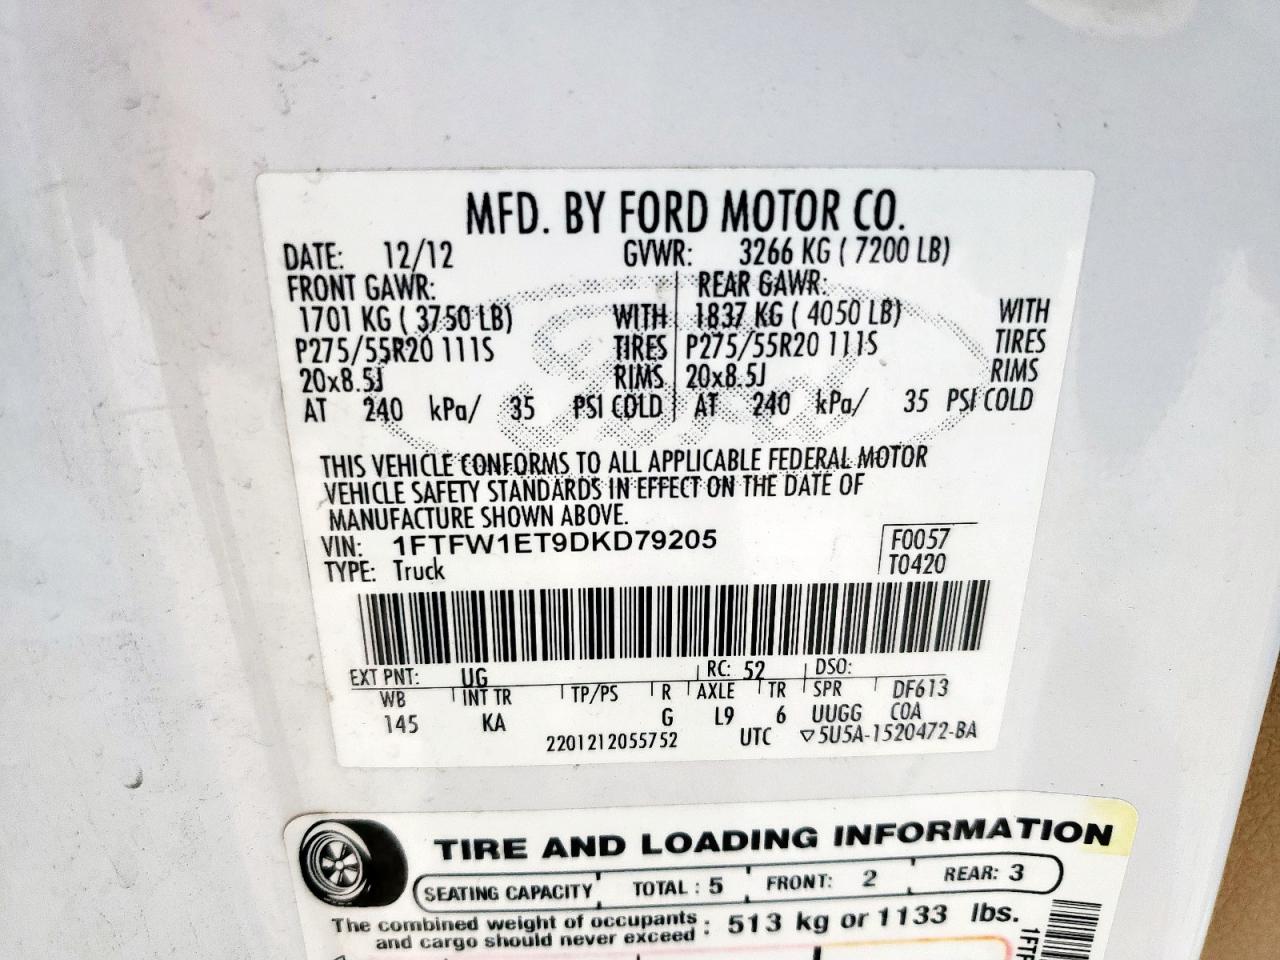 MFD. BY FORD MOTOR CO.
DATE: 12/12 GVWR: 3266 KG ( 7200 LB)
FRONT GAWR: REAR GAWR:
1701 KG ( 3750 LB) WITH 1837 KG ( 4050 LB) WITH
P275/55R20 111S TIRES P275/55R20 111S TIRES
20x8.5J RIMS 20x8.5J RIMS
AT 240 kPa/ 35 PSI COLD AT 240 kPa/ 35 PSI COLD
THIS VEHICLE CONFORMS TO ALL APPLICABLE FEDERAL MOTOR
VEHICLE SAFETY STANDARDS IN EFFECT ON THE DATE OF
MANUFACTURE SHOWN ABOVE.
VIN: 1FTFW1ET9DKD79205 F0057
TYPE: Truck T0420
EXT PNT: UG RC: 52 DSO:
WB INT TR TP/PS R AXLE TR SPR DF613
145 KA G L9 6 UUGG COA
2201212055752 UTC ▽5U5A-1520472-BA
TIRE AND LOADING INFORMATION
SEATING CAPACITY TOTAL : 5 FRONT: 2 REAR: 3
The combined weight of occupants : 513 kg or 1133 lbs.
and cargo should never exceed
1FTF